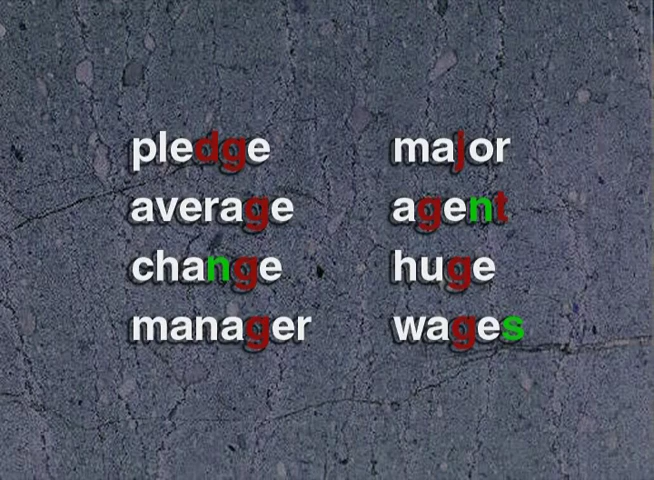 pledge
average
change
manager
major
agent
huge
wages